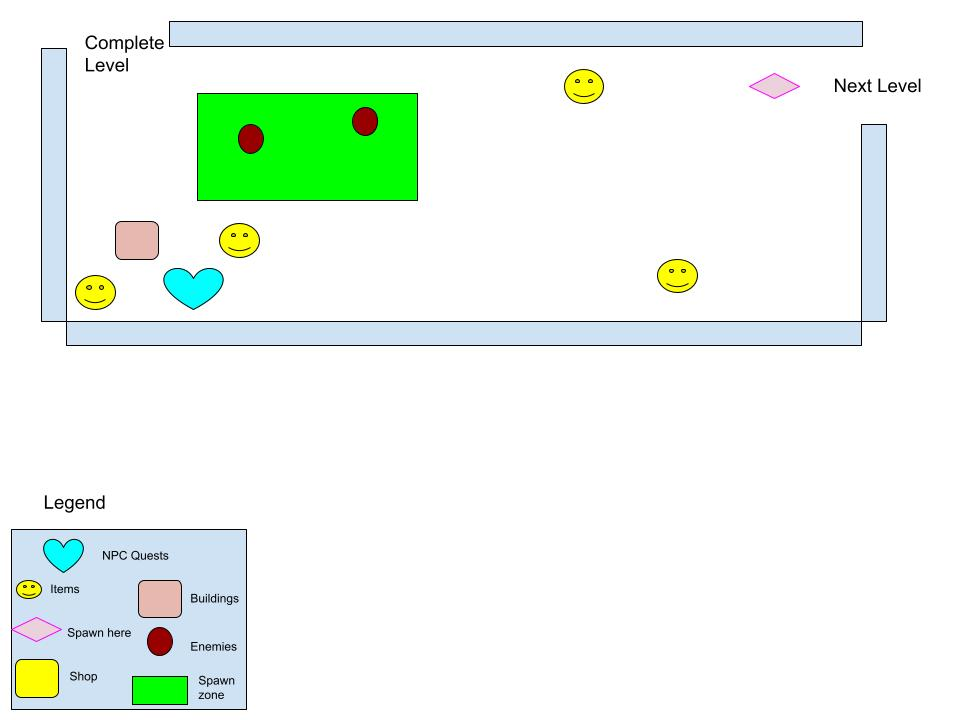 Complete
Level
Next Level
Legend
NPC Quests
Items
Buildings
Spawn here
Enemies
Shop
Spawn
zone